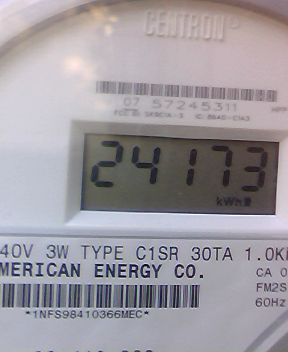 CENTRON®
07 57245311
24173
kWh
40V 3W TYPE C1SR 30TA 1.0K
MERICAN ENERGY CO.
CA 0
FM2S
60Hz
*1NFS98410366MEC*